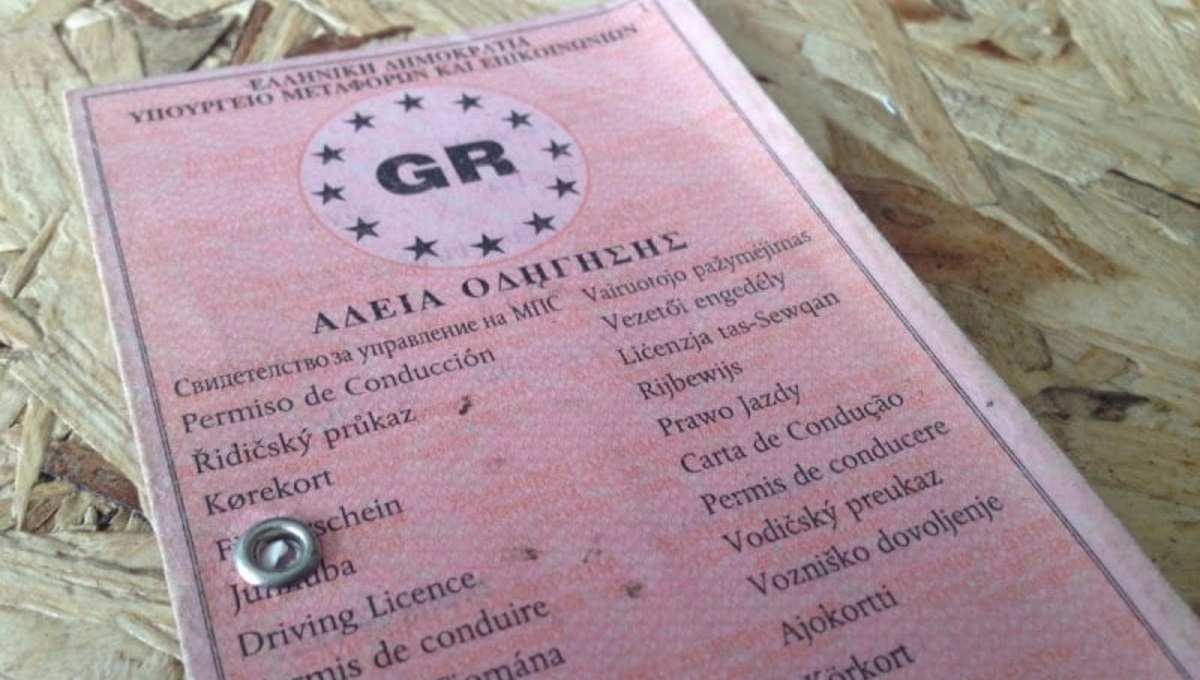 1
ΕΛΛΗΝΙΚΗ ΔΗΜΟΚΡΑΤΙΑ
ΥΠΟΥΡΓΕΙΟ ΜΕΤΑΦΟΡΩΝ ΚΑΙ ΕΠΙΚΟΙΝΩΝΙΩΝ
GR
ΑΔΕΙΑ ΟΔΗΓΗΣΗΣ
Свидетелство за управление на МПС
Permiso de Conducción
Řidičský průkaz
Kørekort
Driving Licence
de conduire
Vairuotojo pažymėjimas
Vezetői engedély
Liċenzja tas-Sewqan
Rijbewijs
Prawo Jazdy
Carta de Condução
Permis de conducere
Vodičský preukaz
Vozniško dovoljenje
Ajokortti
Körkort